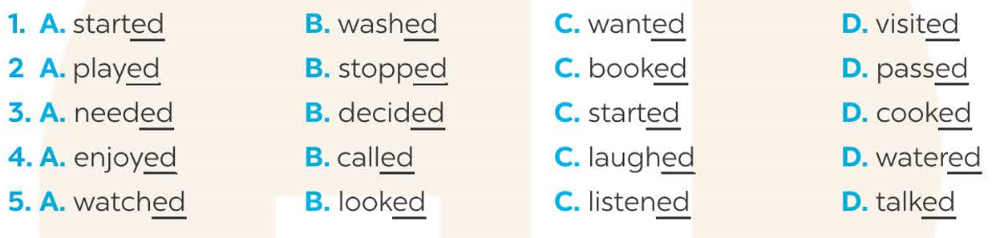 1. A. started B. washed C. wanted D. visited
2 A. played B. stopped C. booked D. passed
3. A. needed B. decided C. started D. cooked
4. A. enjoyed B. called C. laughed D. watered
5. A. watched B. looked C. listened D. talked